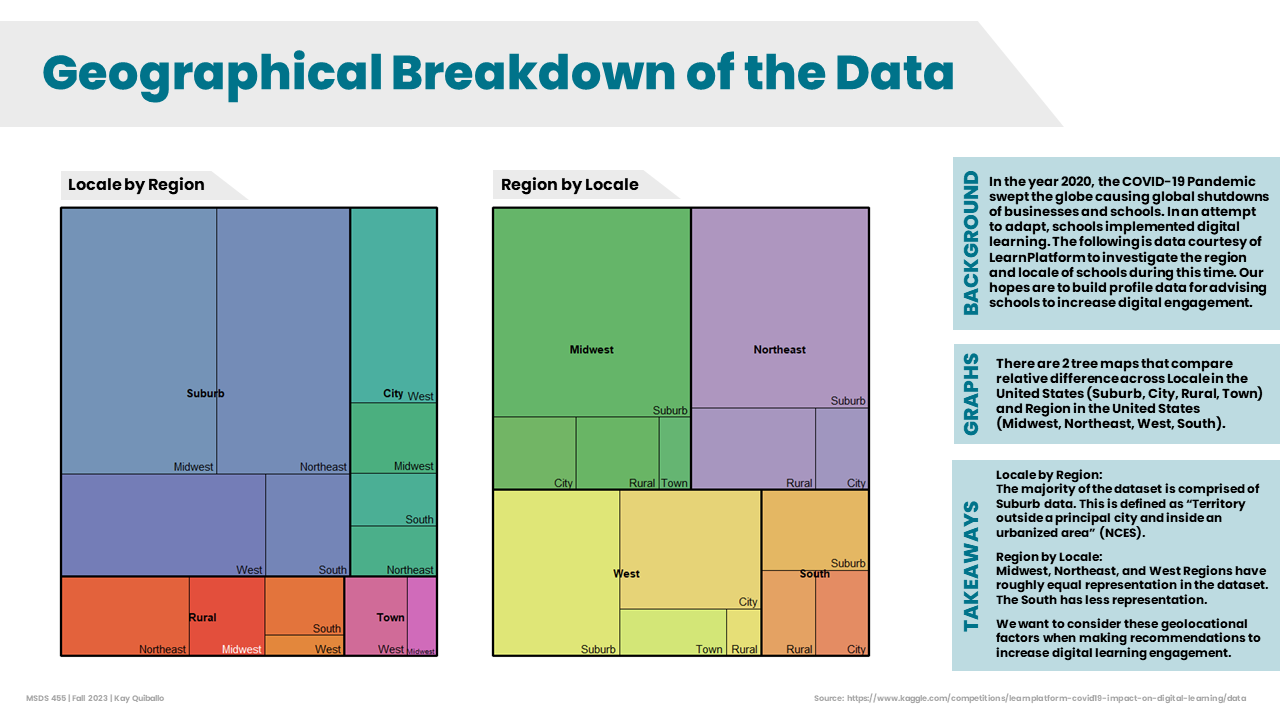 Geographical Breakdown of the Data
Locale by Region
Suburb
Midwest
Northeast
West
South
City
West
Midwest
South
Northeast
Rural
Northeast
Midwest
South
West
Town
West
Midwest
Region by Locale
Midwest
Suburb
City
Rural
Town
Northeast
Suburb
Rural
City
West
Suburb
City
Town
Rural
South
Suburb
Rural
City
BACKGROUND
In the year 2020, the COVID-19 Pandemic
swept the globe causing global shutdowns
of businesses and schools. In an attempt
to adapt, schools implemented digital
learning. The following is data courtesy of
LearnPlatform to investigate the region
and locale of schools during this time. Our
hopes are to build profile data for advising
schools to increase digital engagement.
GRAPHS
There are 2 tree maps that compare
relative difference across Locale in the
United States (Suburb, City, Rural, Town)
and Region in the United States
(Midwest, Northeast, West, South).
TAKEAWAYS
Locale by Region:
The majority of the dataset is comprised of
Suburb data. This is defined as “Territory
outside a principal city and inside an
urbanized area” (NCES).
Region by Locale:
Midwest, Northeast, and West Regions have
roughly equal representation in the dataset.
The South has less representation.
We want to consider these geolocational
factors when making recommendations to
increase digital learning engagement.
MSDS 455 | Fall 2023 | Kay Quiballo
Source: https://www.kaggle.com/competitions/learnplatform-covid19-impact-on-digital-learning/data